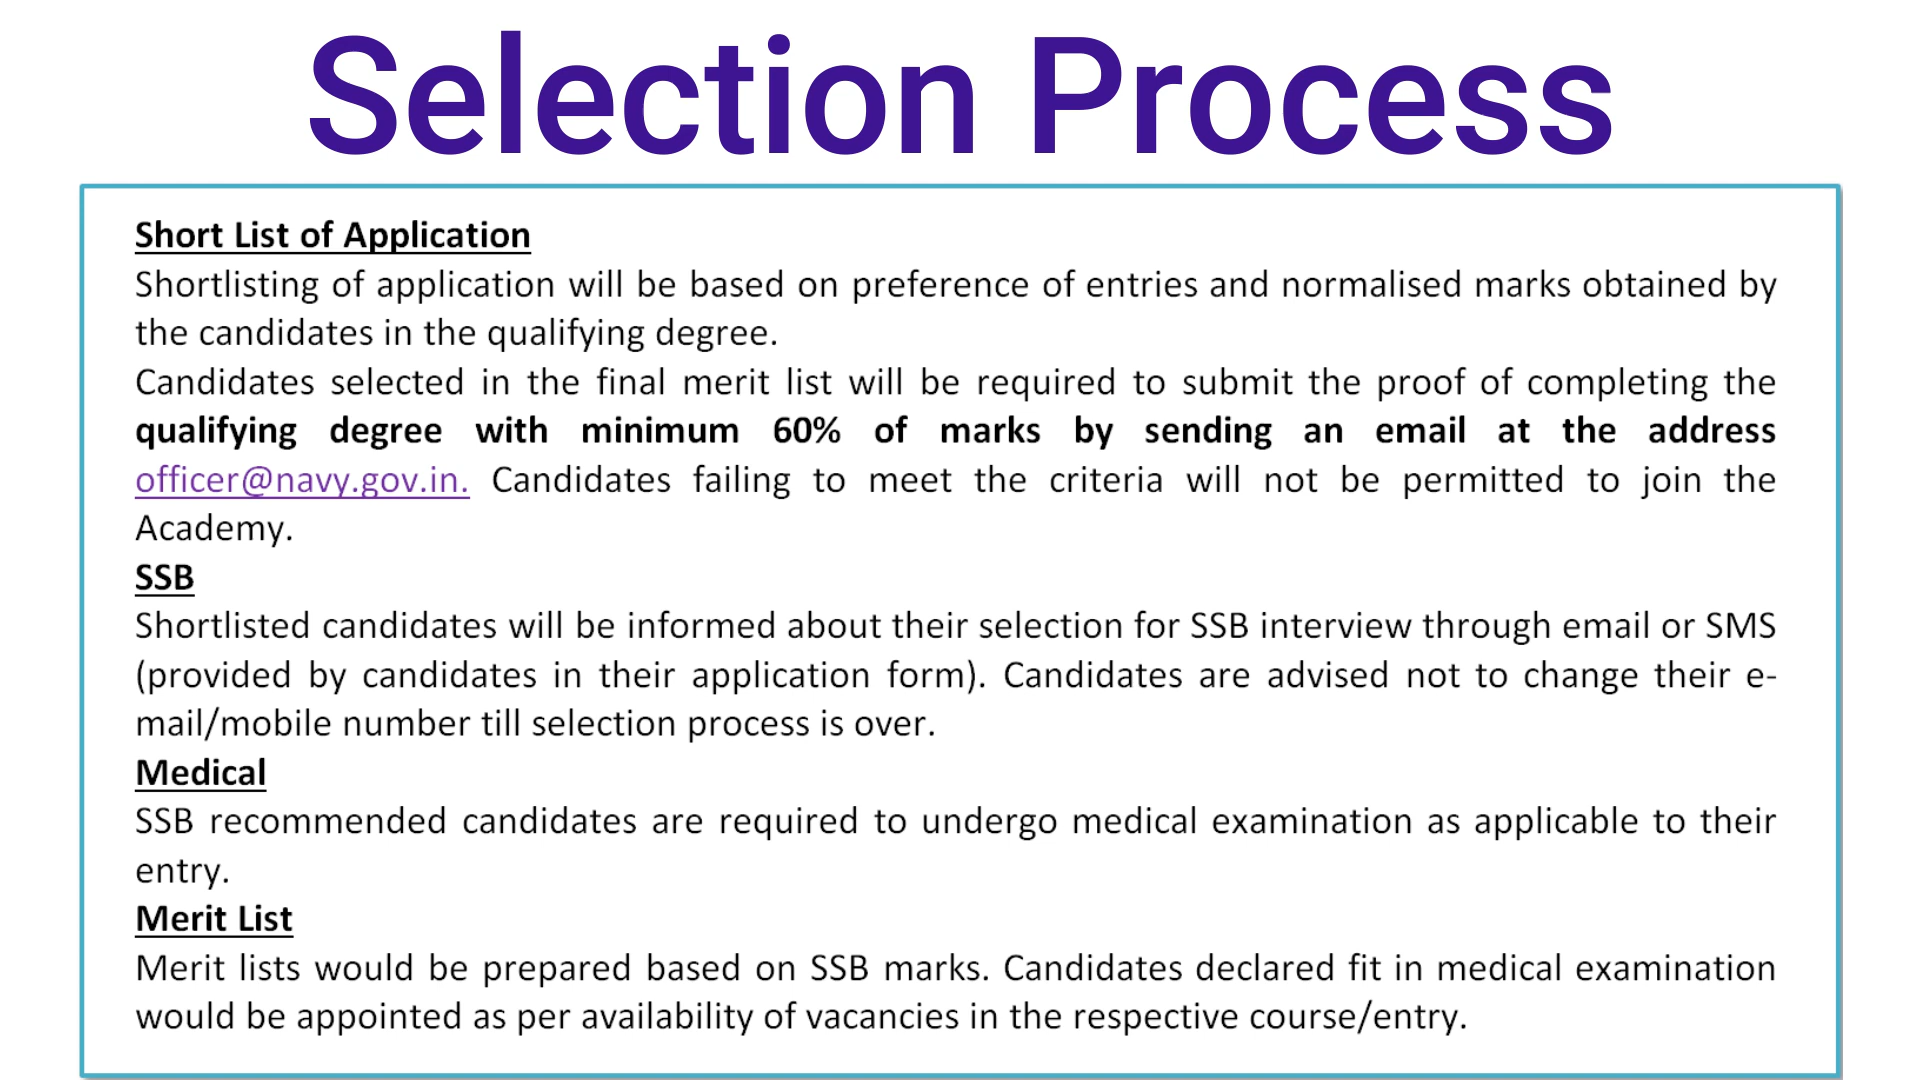 Selection Process
Short List of Application
Shortlisting of application will be based on preference of entries and normalised marks obtained by
the candidates in the qualifying degree.
Candidates selected in the final merit list will be required to submit the proof of completing the
qualifying degree with minimum 60% of marks by sending an email at the address
officer@navy.gov.in. Candidates failing to meet the criteria will not be permitted to join the
Academy.
SSB
Shortlisted candidates will be informed about their selection for SSB interview through email or SMS
(provided by candidates in their application form). Candidates are advised not to change their e-
mail/mobile number till selection process is over.
Medical
SSB recommended candidates are required to undergo medical examination as applicable to their
entry.
Merit List
Merit lists would be prepared based on SSB marks. Candidates declared fit in medical examination
would be appointed as per availability of vacancies in the respective course/entry.